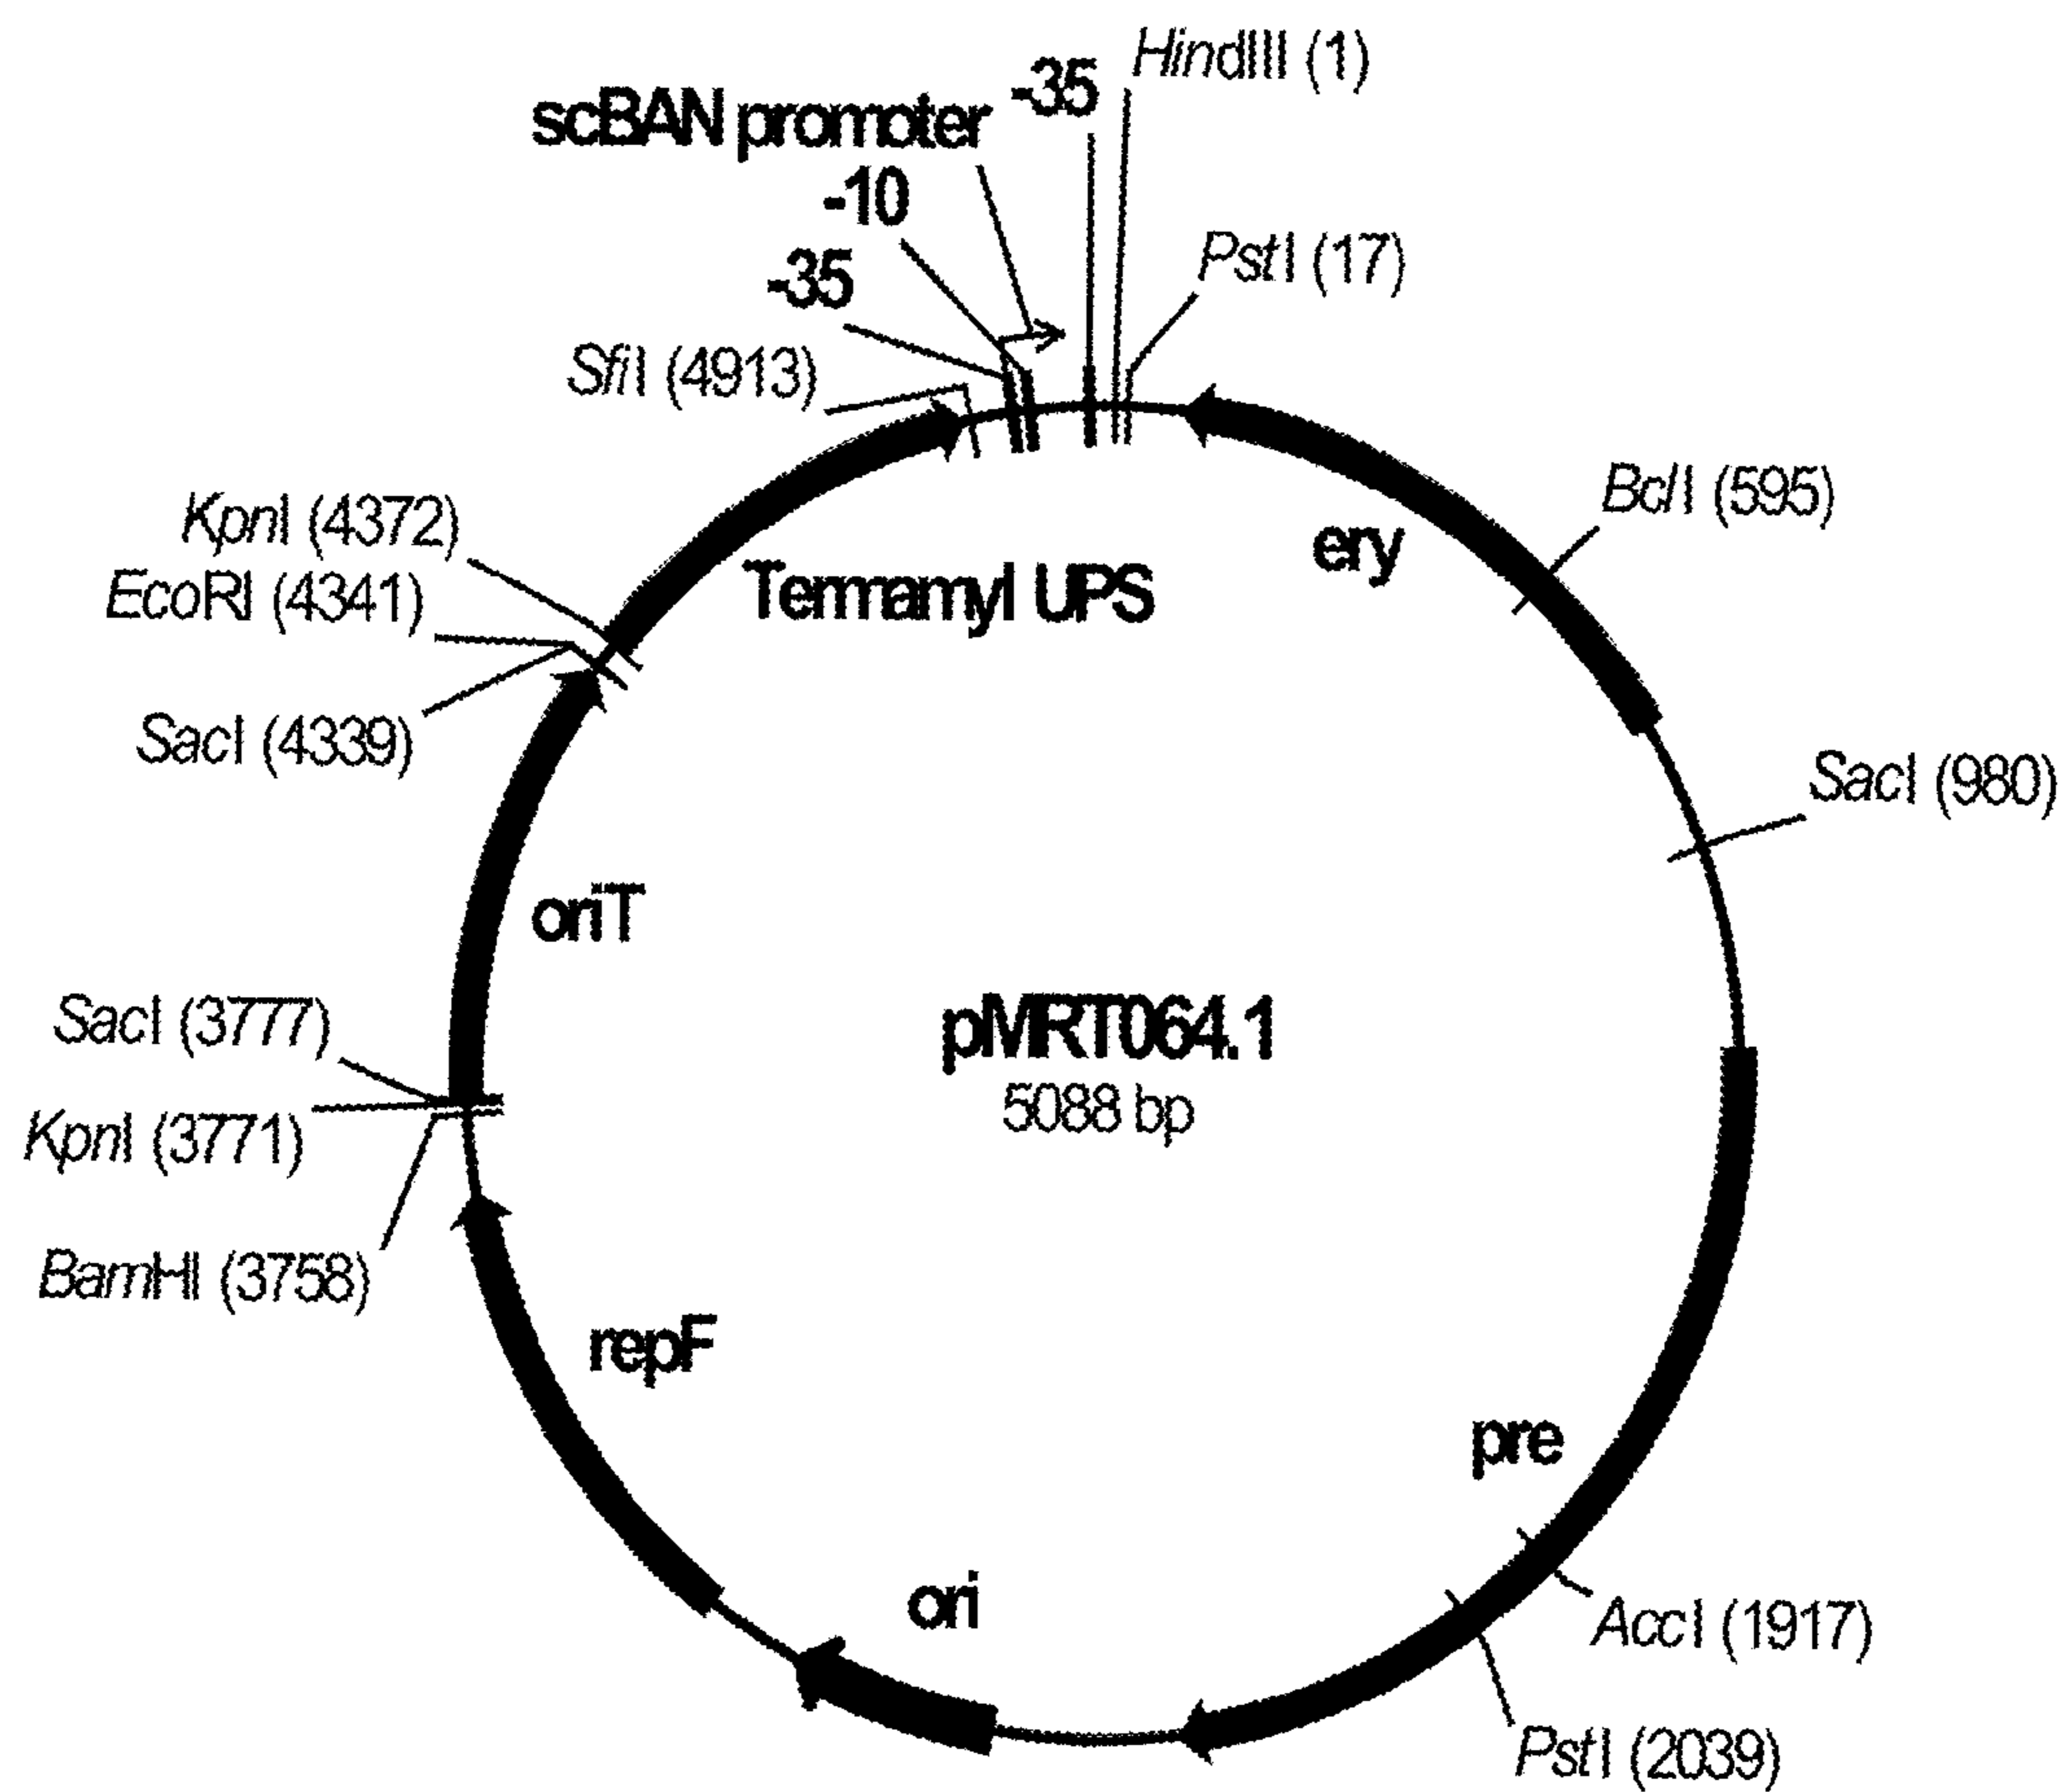 HindIII (1)
-35
scBAN promoter
-10
PstI (17)
-35
SfiI (4913)
BclI (595)
KpnI (4372)
ery
EcoRI (4341)
Termamyl UPS
SacI (4339)
SacI (980)
oriT
SacI (3777)
pMRT064.1
5088 bp
KpnI (3771)
BamHI (3758)
repF
pre
ori
AccI (1917)
PstI (2039)